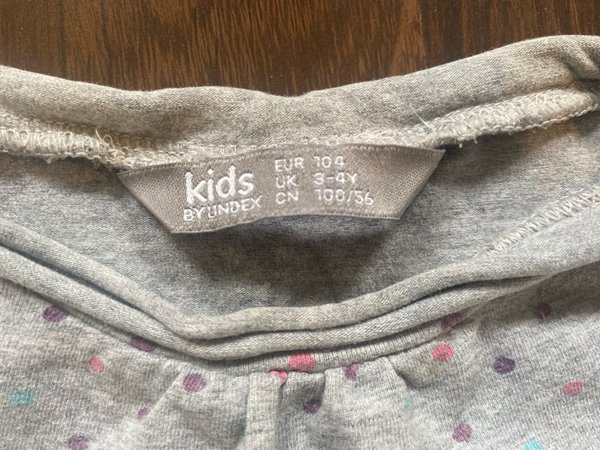 kids
BY LINDEX
EUR 104
UK 3-4Y
CN 100/56